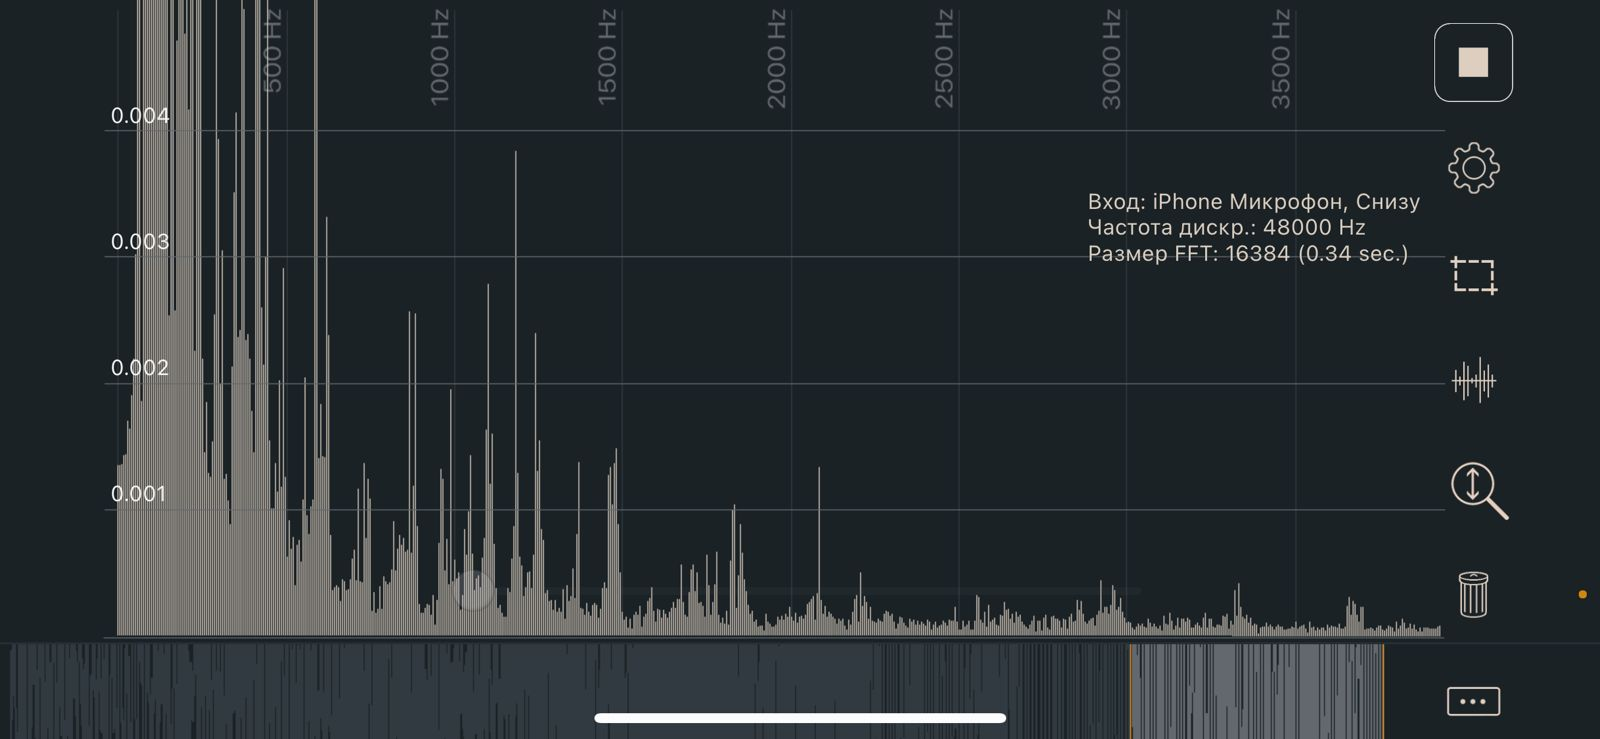 500 Hz
1000 Hz
1500 Hz
2000 Hz
2500 Hz
3000 Hz
3500 Hz
0.004
0.003
0.002
0.001
Вход: iPhone Микрофон, Снизу
Частота дискр.: 48000 Hz
Размер FFT: 16384 (0.34 sec.)